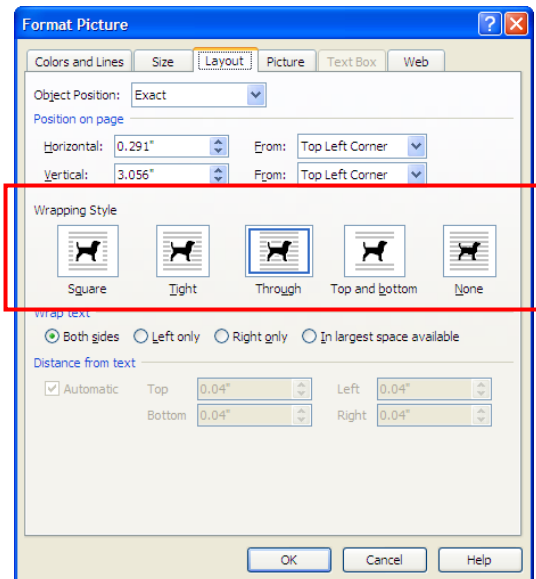 Format Picture
Colors and Lines Size Layout Picture Text Box Web
Object Position: Exact
Position on page
Horizontal: 0.291" From: Top Left Corner
Vertical: 3.056" From: Top Left Corner
Wrapping Style
Square Tight Through Top and bottom None
Wrap text
Both sides Left only Right only In largest space available
Distance from text
Automatic Top 0.04" Left 0.04"
Bottom 0.04" Right 0.04"
OK Cancel Help